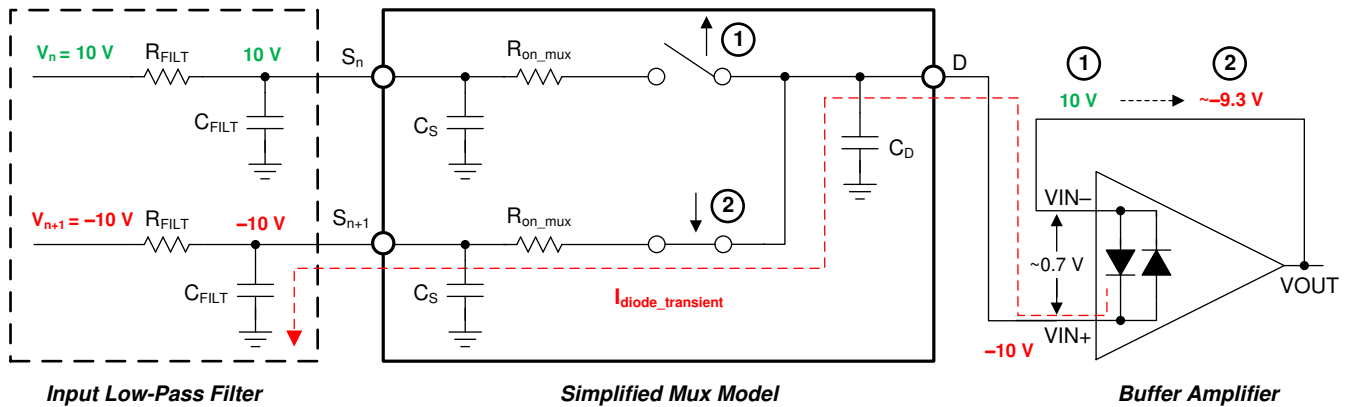 Vn = 10 V
RFILT
10 V
Sn
Ron_mux
1
D
1
2
10 V
~–9.3 V
CFILT
CS
CD
Vn+1 = –10 V
RFILT
–10 V
Sn+1
Ron_mux
2
VIN–
~0.7 V
CFILT
CS
Idiode_transient
VOUT
VIN+
–10 V
Input Low-Pass Filter
Simplified Mux Model
Buffer Amplifier